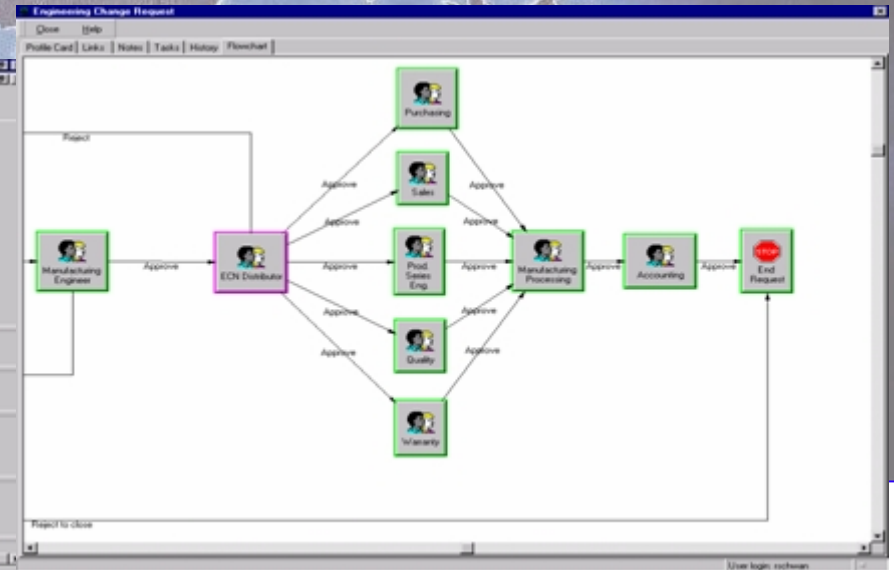 Engineering Change Request
Close Help
Profile Card Links Notes Tasks History Flowchart
Purchasing
Reject
Approve
Approve
Sales
Approve
Approve
Manufacturing
Engineer
Approve
ECN Distributor
Approve
Prod
Series
Eng.
Approve
Manufacturing
Processing
Approve
Accounting
Approve
STOP
End
Request
Approve
Approve
Quality
Approve
Approve
Warranty
Reject to close
User login: rschwan